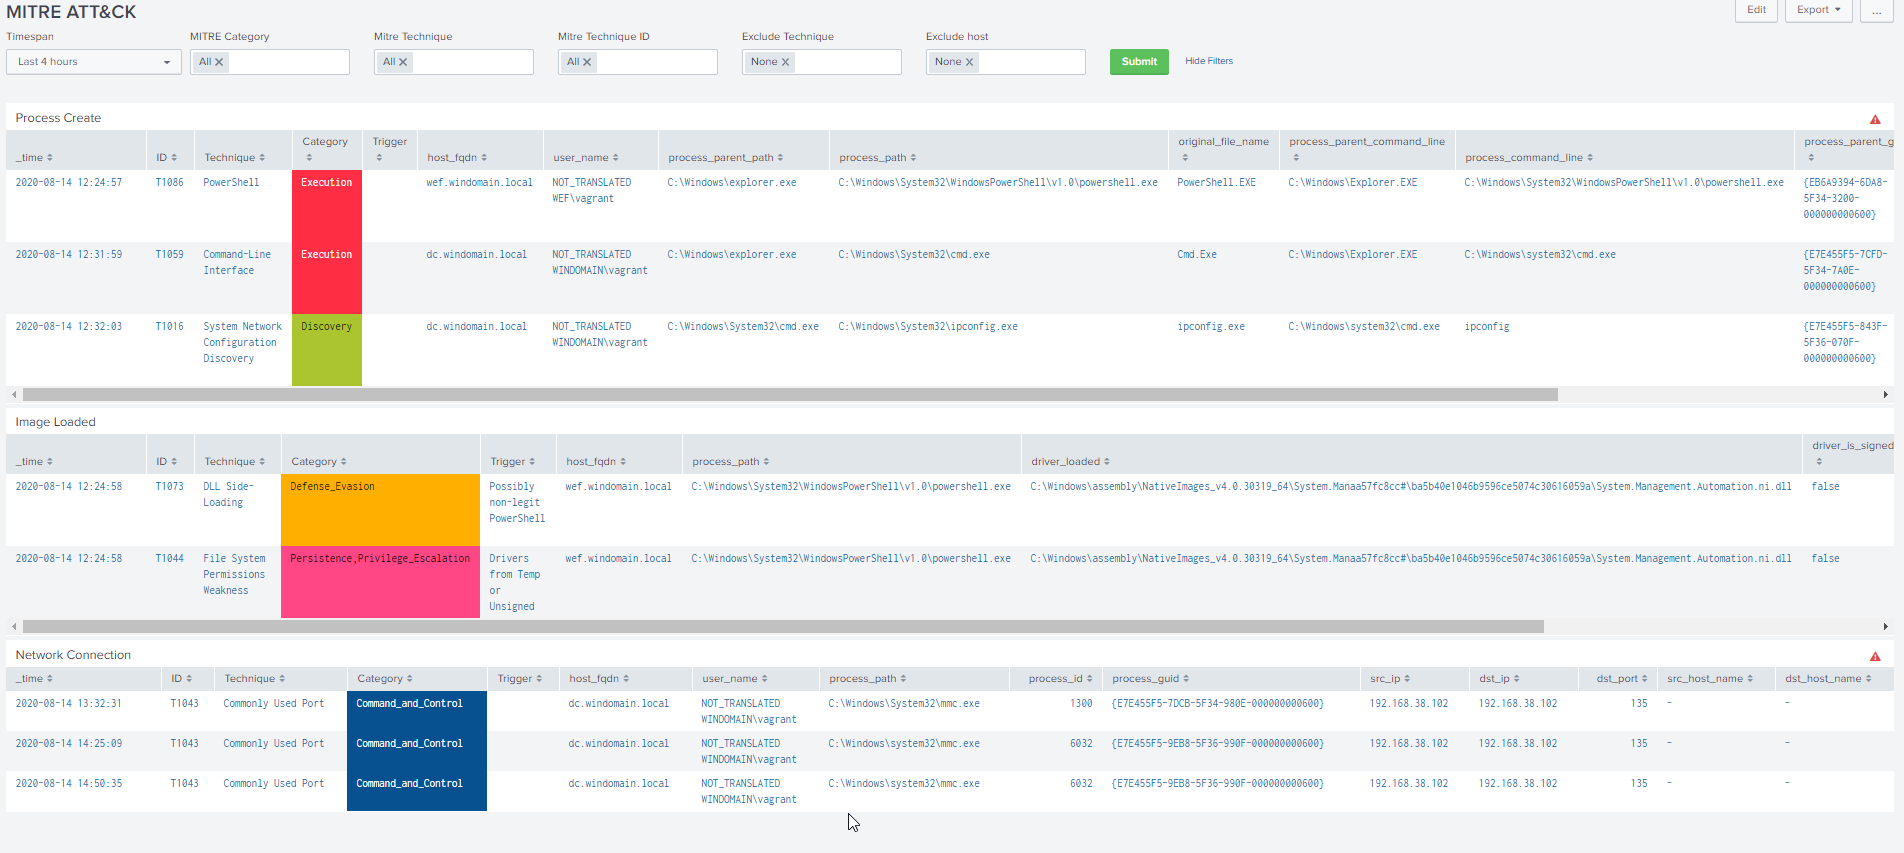 MITRE ATT&CK
Edit
Export
...
Timespan
MITRE Category
Mitre Technique
Mitre Technique ID
Exclude Technique
Exclude host
Last 4 hours
All
All
All
None
None
Submit
Hide Filters
Process Create
_time ID Technique Category Trigger host_fqdn user_name process_parent_path process_path original_file_name process_parent_command_line process_command_line process_parent_g
2020-08-14 12:24:57 T1086 PowerShell Execution wef.windomain.local NOT_TRANSLATED C:\Windows\explorer.exe C:\Windows\System32\WindowsPowerShell\v1.0\powershell.exe PowerShell.EXE C:\Windows\Explorer.EXE C:\Windows\System32\WindowsPowerShell\v1.0\powershell.exe {EB6A9394-6DA8-
WEF\vagrant 5F34-3200-
000000000600}
2020-08-14 12:31:59 T1059 Command-Line Execution dc.windomain.local NOT_TRANSLATED C:\Windows\explorer.exe C:\Windows\System32\cmd.exe Cmd.Exe C:\Windows\Explorer.EXE C:\Windows\system32\cmd.exe {E7E455F5-7CFD-
Interface WINDOMAIN\vagrant 5F34-7A0E-
000000000600}
2020-08-14 12:32:03 T1016 System Network Discovery dc.windomain.local NOT_TRANSLATED C:\Windows\System32\cmd.exe C:\Windows\System32\ipconfig.exe ipconfig.exe C:\Windows\system32\cmd.exe ipconfig {E7E455F5-843F-
Configuration WINDOMAIN\vagrant 5F36-070F-
Discovery 000000000600}
Image Loaded
_time ID Technique Category Trigger host_fqdn process_path driver_loaded driver_is_signed
2020-08-14 12:24:58 T1073 DLL Side- Defense_Evasion Possibly wef.windomain.local C:\Windows\System32\WindowsPowerShell\v1.0\powershell.exe C:\Windows\assembly\NativeImages_v4.0.30319_64\System.Manaa57fc8cc#\ba5b40e1046b9596ce5074c30616059a\System.Management.Automation.ni.dll false
Loading non-legit
PowerShell
2020-08-14 12:24:58 T1044 File System Persistence,Privilege_Escalation Drivers wef.windomain.local C:\Windows\System32\WindowsPowerShell\v1.0\powershell.exe C:\Windows\assembly\NativeImages_v4.0.30319_64\System.Manaa57fc8cc#\ba5b40e1046b9596ce5074c30616059a\System.Management.Automation.ni.dll false
Permissions from Temp
Weakness or
Unsigned
Network Connection
_time ID Technique Category Trigger host_fqdn user_name process_path process_id process_guid src_ip dst_ip dst_port src_host_name dst_host_name
2020-08-14 13:32:31 T1043 Commonly Used Port Command_and_Control dc.windomain.local NOT_TRANSLATED C:\Windows\System32\mmc.exe 1300 {E7E455F5-7DCB-5F34-980E-000000000600} 192.168.38.102 192.168.38.102 135 - -
WINDOMAIN\vagrant
2020-08-14 14:25:09 T1043 Commonly Used Port Command_and_Control dc.windomain.local NOT_TRANSLATED C:\Windows\system32\mmc.exe 6032 {E7E455F5-9EB8-5F36-990F-000000000600} 192.168.38.102 192.168.38.102 135 - -
WINDOMAIN\vagrant
2020-08-14 14:50:35 T1043 Commonly Used Port Command_and_Control dc.windomain.local NOT_TRANSLATED C:\Windows\system32\mmc.exe 6032 {E7E455F5-9EB8-5F36-990F-000000000600} 192.168.38.102 192.168.38.102 135 - -
WINDOMAIN\vagrant